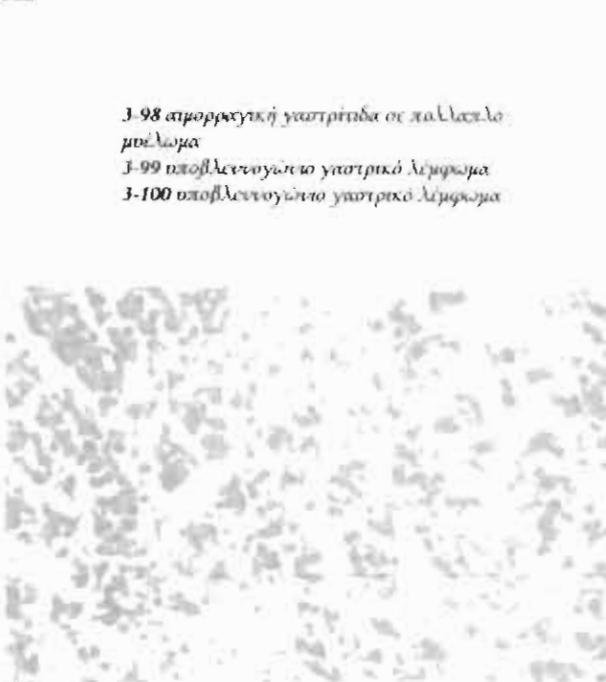 3-98 αιμορραγική γαστρίτιδα σε πολλαπλό
μυέλωμα
3-99 υποβλεννογόνιο γαστρικό λέμφωμα
3-100 υποβλεννογόνιο γαστρικό λέμφωμα